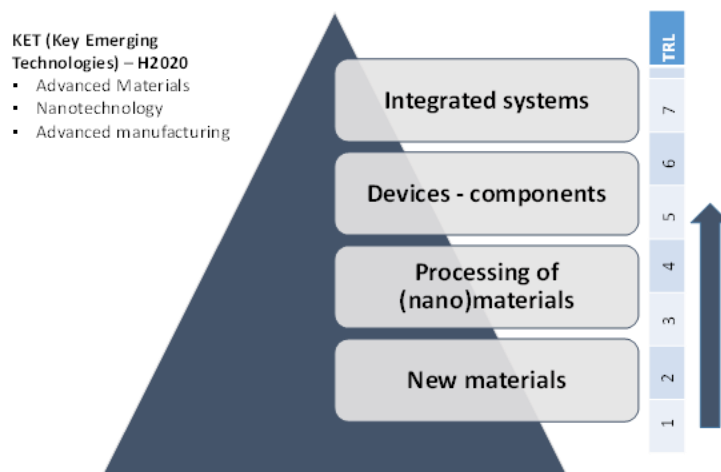 KET (Key Emerging
Technologies) – H2020
▪ Advanced Materials
▪ Nanotechnology
▪ Advanced manufacturing
TRL
Integrated systems
7
6
Devices - components
5
Processing of
(nano)materials
4
3
New materials
2
1